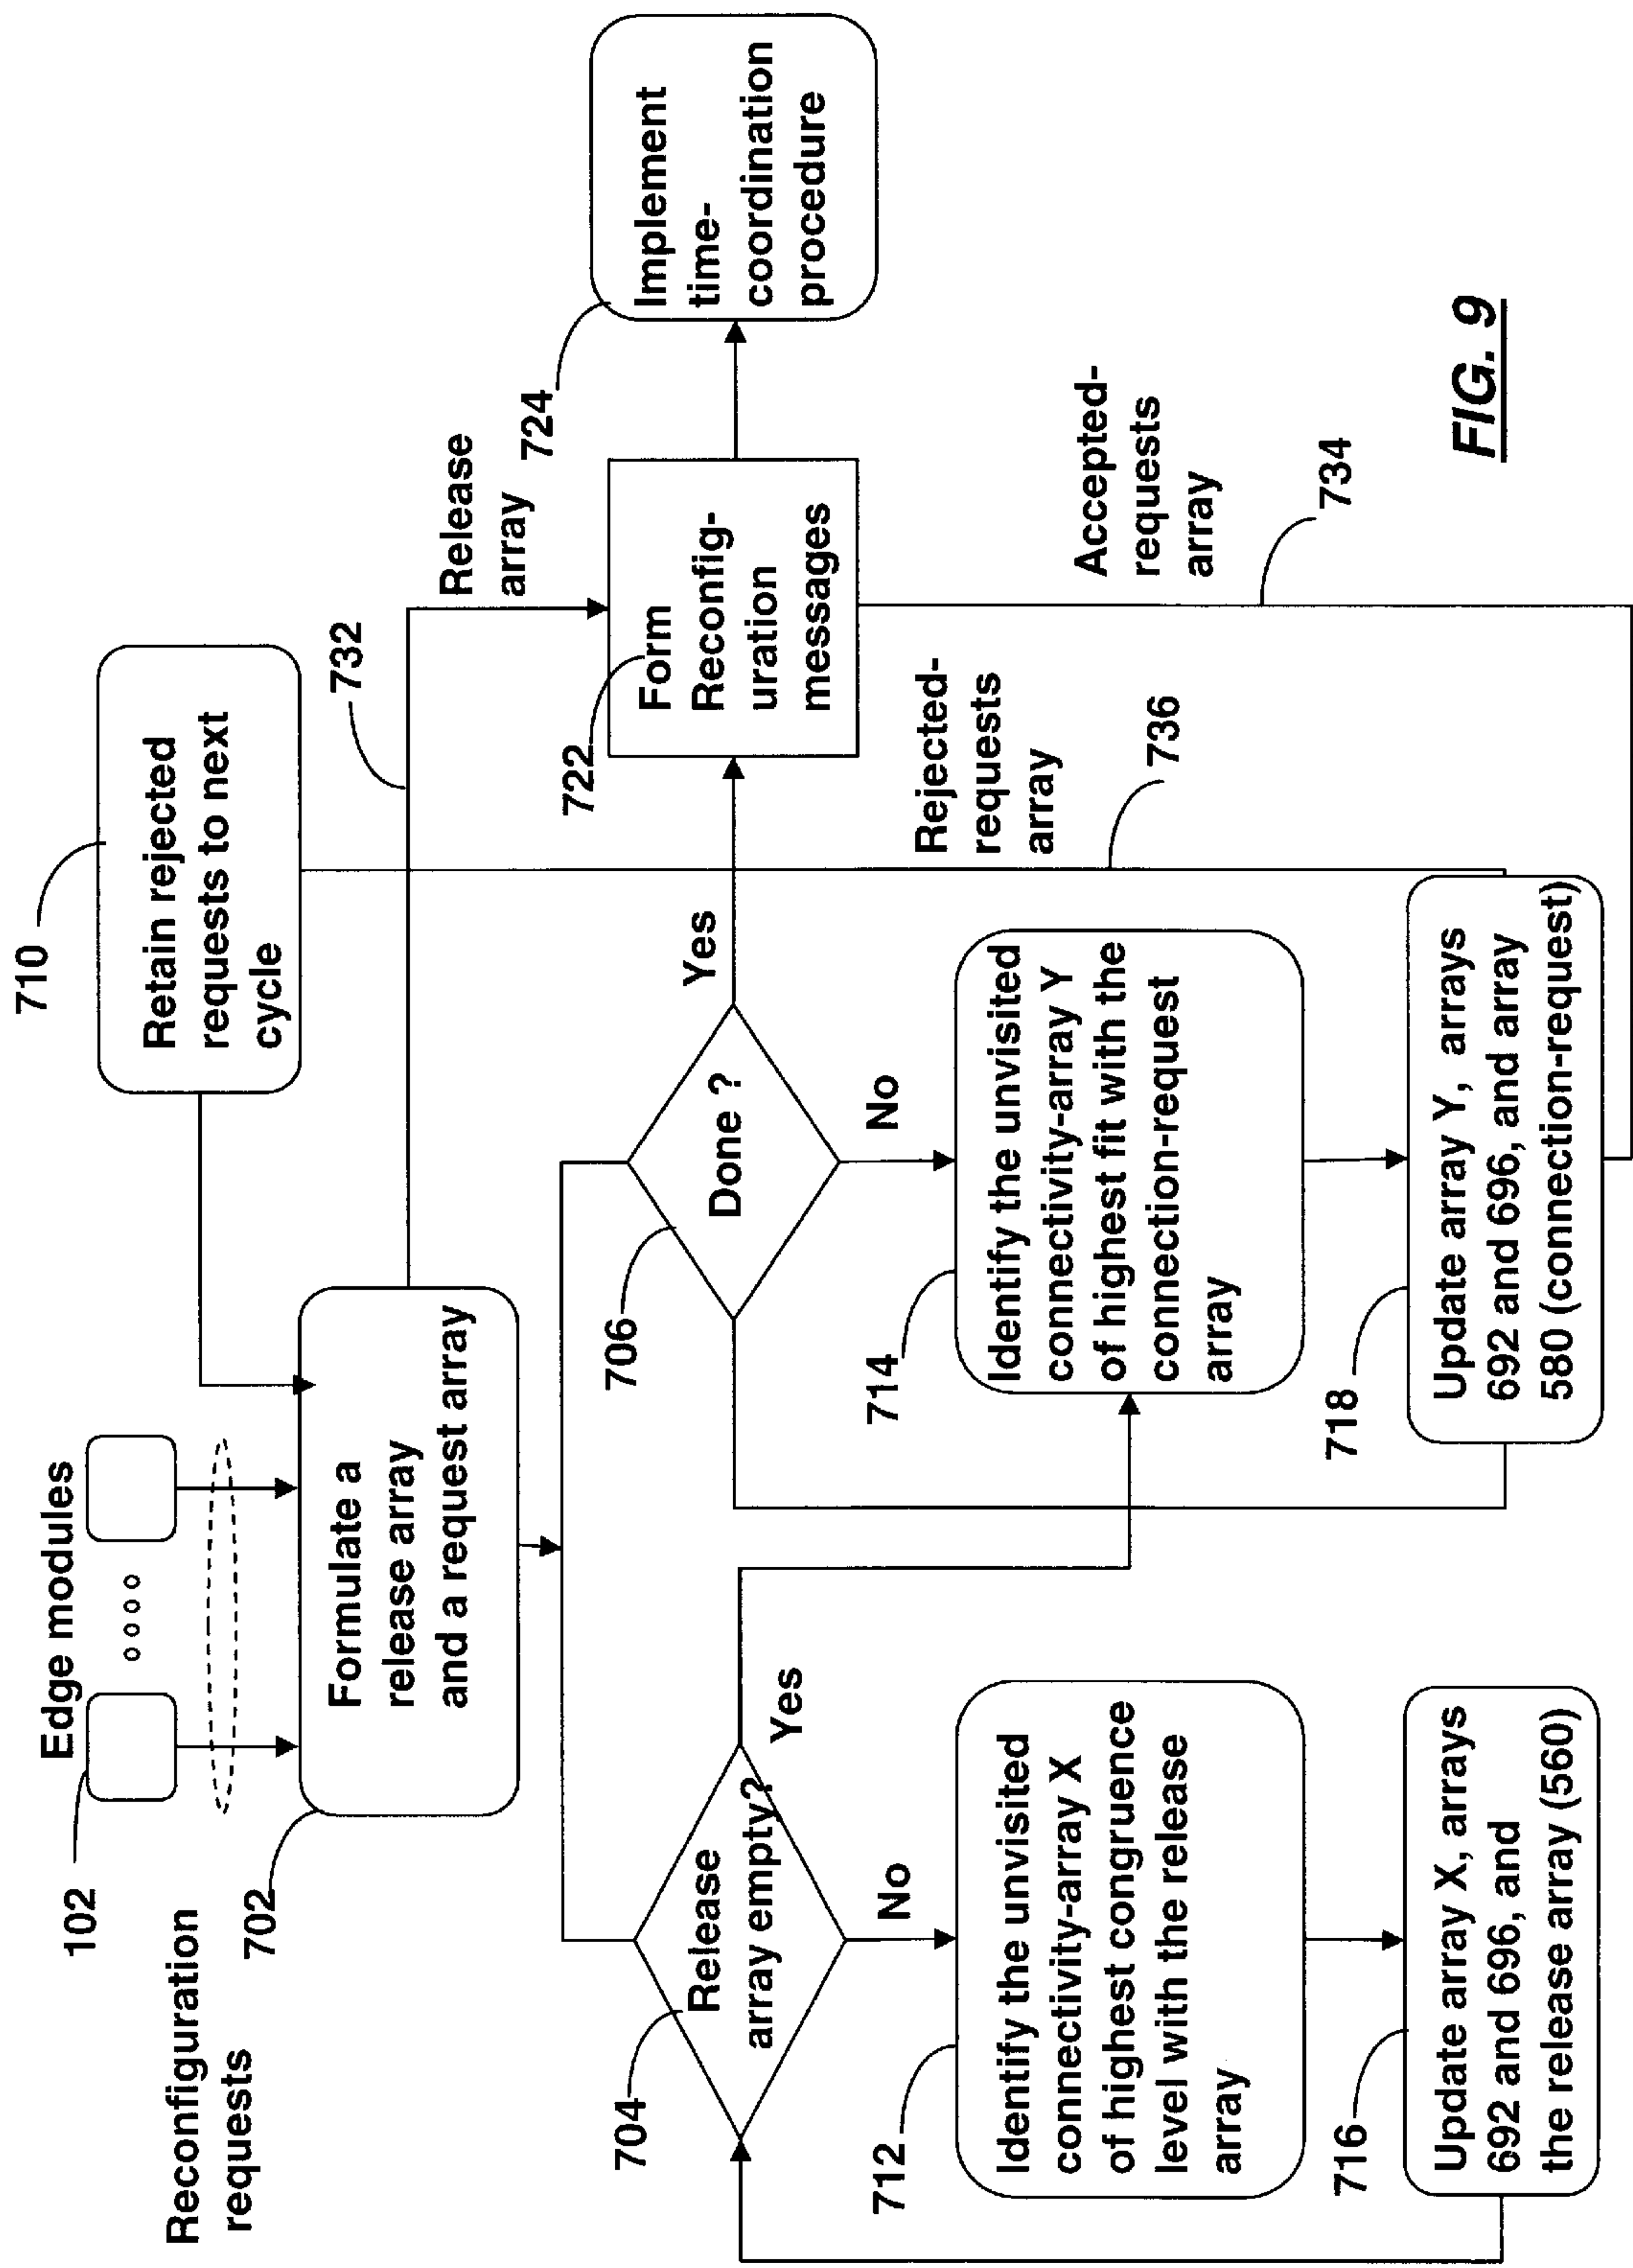 Edge modules
102
Reconfiguration
requests
702
Formulate a
release array
and a request array
710
Retain rejected
requests to next
cycle
732
Release
array
704
Release
array empty?
Yes
No
706
Done ?
Yes
No
722
Form
Reconfig-
uration
messages
724
Implement
time-
coordination
procedure
712
Identify the unvisited
connectivity-array X
of highest congruence
level with the release
array
714
Identify the unvisited
connectivity-array Y
of highest fit with the
connection-request
array
Rejected-
requests
array
736
Accepted-
requests
array
734
716
Update array X, arrays
692 and 696, and
the release array (560)
718
Update array Y, arrays
692 and 696, and array
580 (connection-request)
FIG. 9